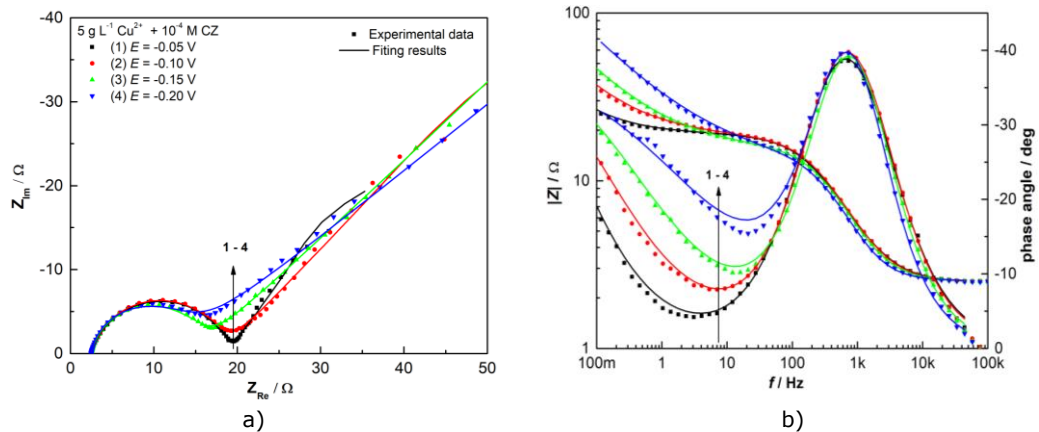 -40
-30
-20
-10
0
Z_Im / Ω
5 g L⁻¹ Cu²⁺ + 10⁻⁴ M CZ
(1) E = -0.05 V
(2) E = -0.10 V
(3) E = -0.15 V
(4) E = -0.20 V
Experimental data
Fiting results
1 - 4
0 10 20 30 40 50
Z_Re / Ω
a)
100
10
1
|Z| / Ω
1 - 4
-40
-30
-20
-10
0
phase angle / deg
100m 1 10 100 1k 10k 100k
f / Hz
b)